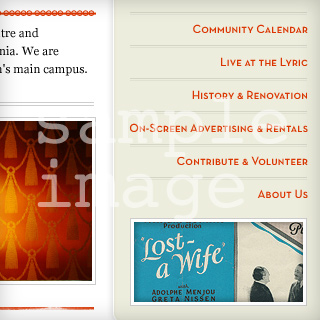 tre and
nia. We are
's main campus.
Community Calendar
Live at the Lyric
History & Renovation
On-Screen Advertising & Rentals
Contribute & Volunteer
About Us
sample
image
Production
"Lost-
a Wife"
with
Adolphe Menjou
Greta Nissen